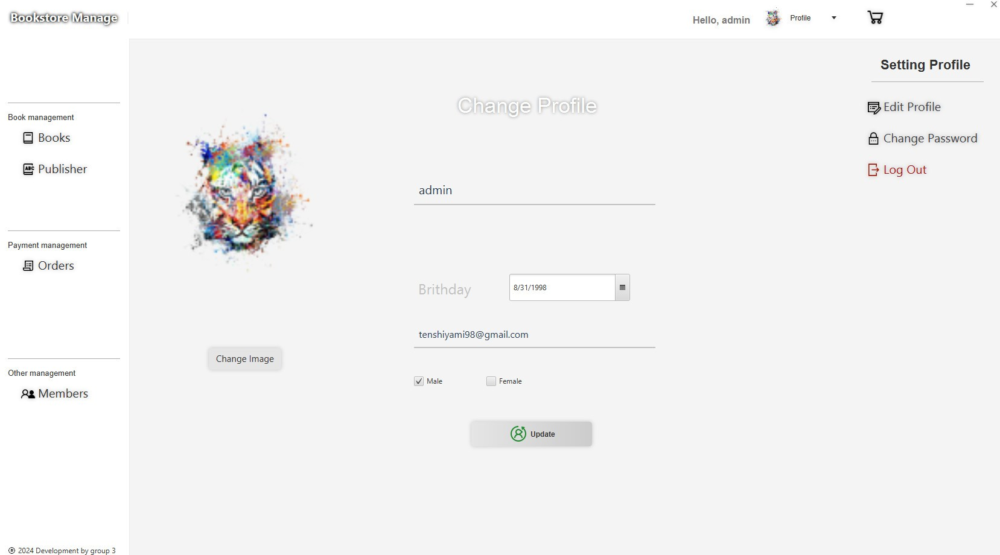 Bookstore Manage
Hello, admin
Profile
Book management
Books
Publisher
Payment management
Orders
Other management
Members
® 2024 Development by group 3
Change Image
Change Profile
admin
Brithday
8/31/1998
tenshiyami98@gmail.com
Male
Female
Update
Setting Profile
Edit Profile
Change Password
Log Out